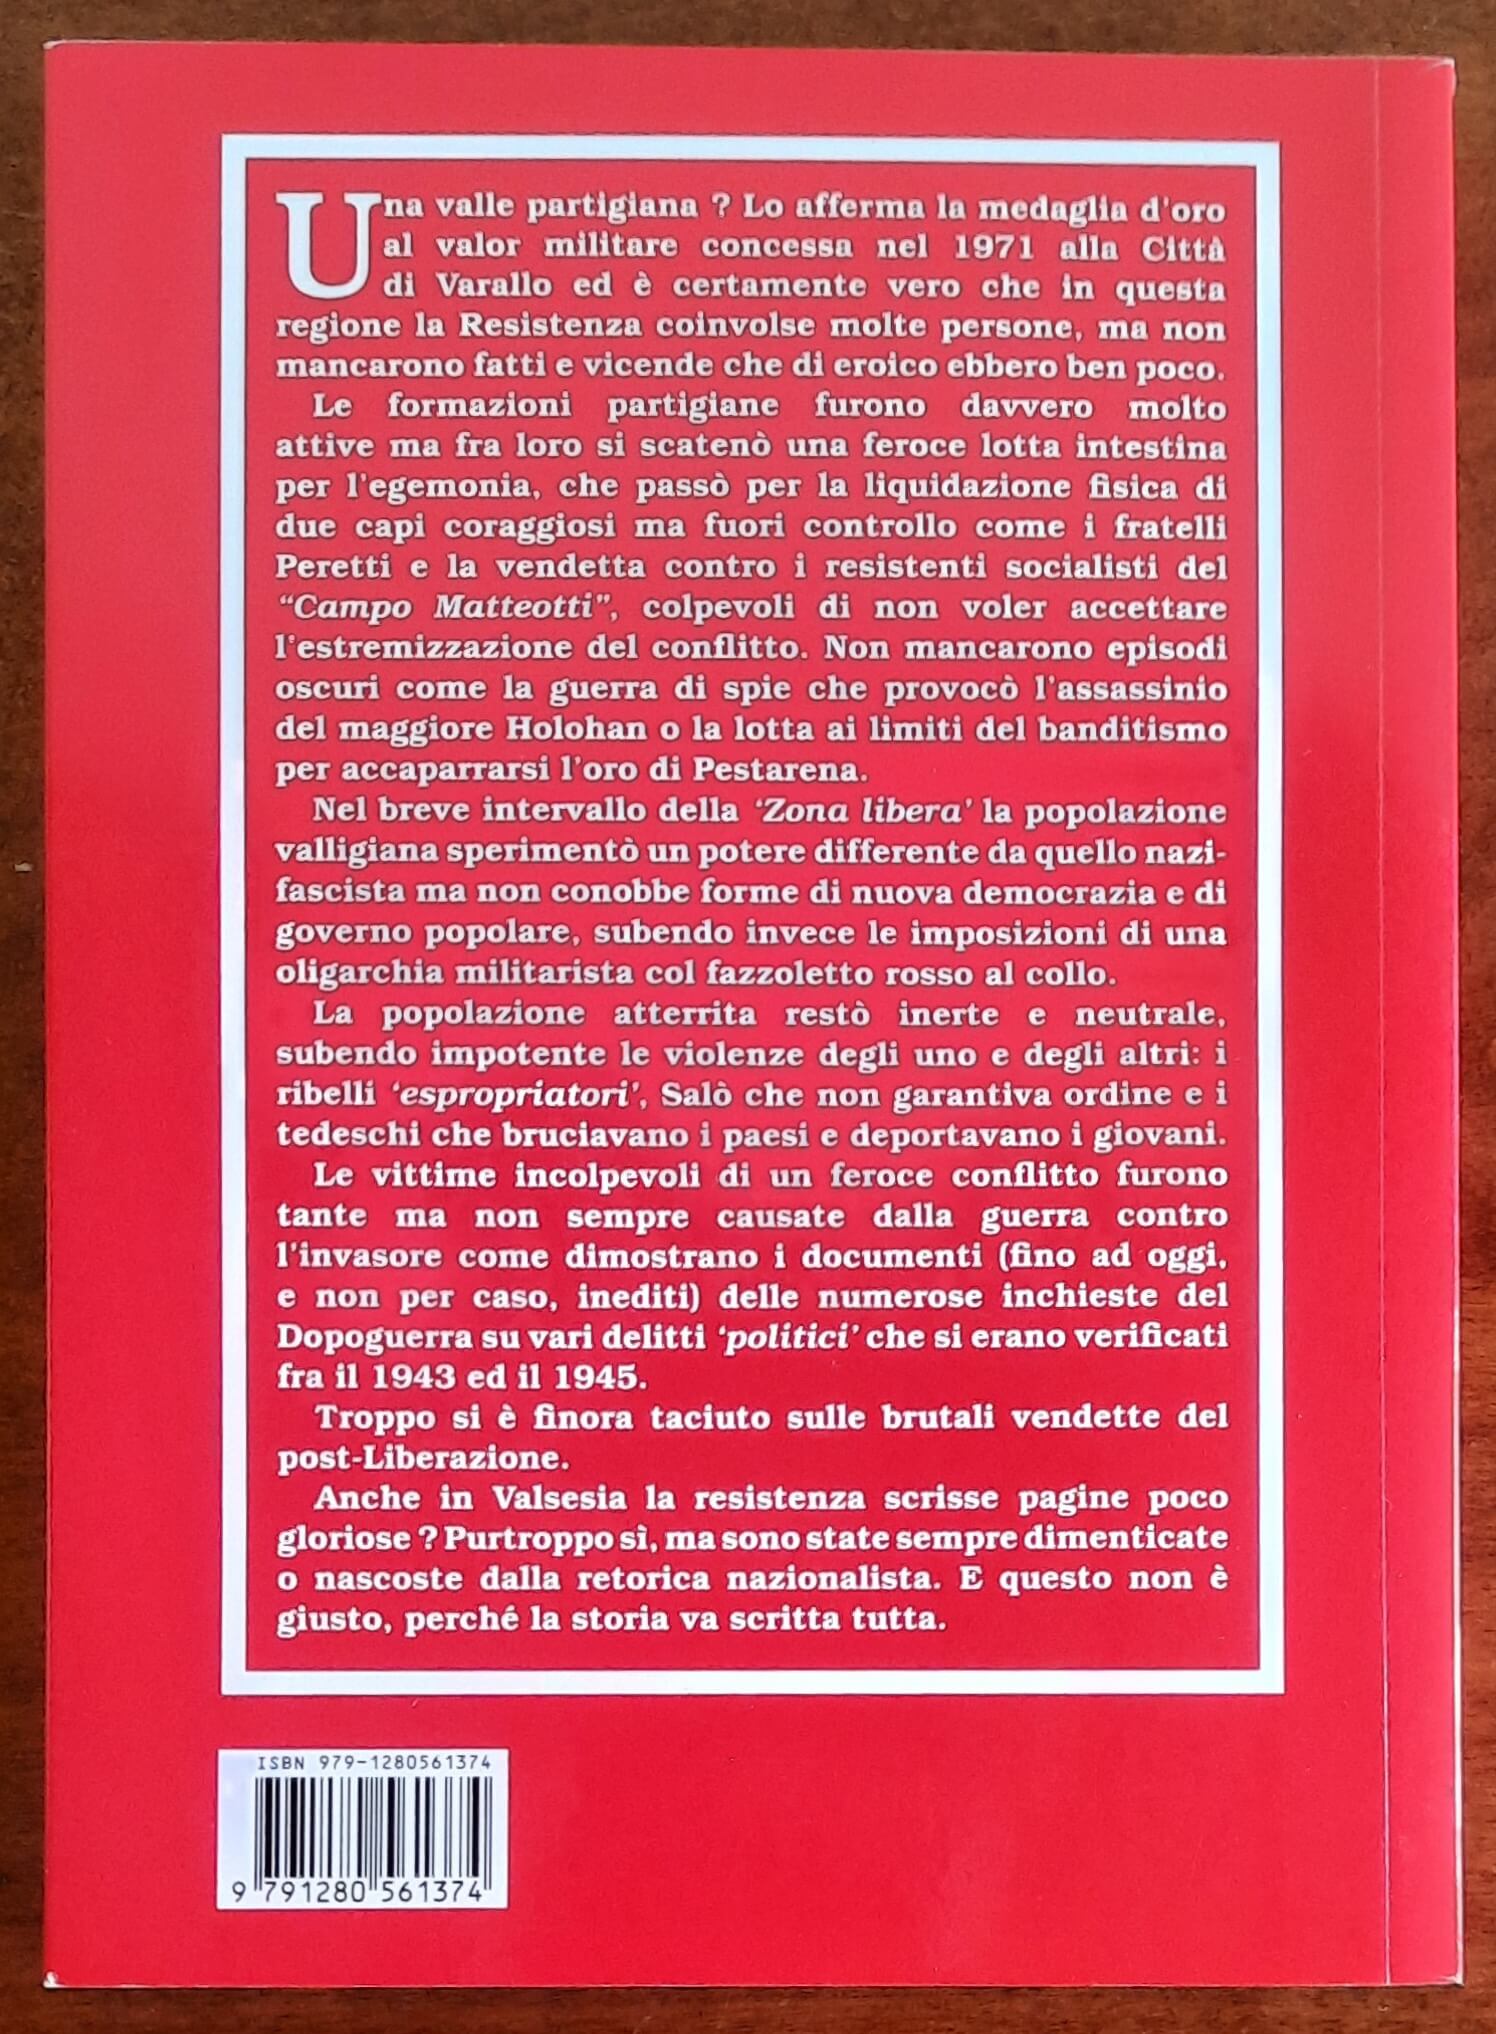 Una valle partigiana ? Lo afferma la medaglia d'oro
al valor militare concessa nel 1971 alla Città
di Varallo ed è certamente vero che in questa
regione la Resistenza coinvolse molte persone, ma non
mancarono fatti e vicende che di eroico ebbero ben poco.
Le formazioni partigiane furono davvero molto
attive ma fra loro si scatenò una feroce lotta intestina
per l'egemonia, che passò per la liquidazione fisica di
due capi coraggiosi ma fuori controllo come i fratelli
Peretti e la vendetta contro i resistenti socialisti del
“Campo Matteotti”, colpevoli di non voler accettare
l'estremizzazione del conflitto. Non mancarono episodi
oscuri come la guerra di spie che provocò l'assassinio
del maggiore Holohan o la lotta ai limiti del banditismo
per accaparrarsi l'oro di Pestarena.
Nel breve intervallo della ‘Zona libera’ la popolazione
valligiana sperimentò un potere differente da quello nazi-
fascista ma non conobbe forme di nuova democrazia e di
governo popolare, subendo invece le imposizioni di una
oligarchia militarista col fazzoletto rosso al collo.
La popolazione atterrita restò inerte e neutrale,
subendo impotente le violenze degli uno e degli altri: i
ribelli ‘espropriatori’, Salò che non garantiva ordine e i
tedeschi che bruciavano i paesi e deportavano i giovani.
Le vittime incolpevoli di un feroce conflitto furono
tante ma non sempre causate dalla guerra contro
l'invasore come dimostrano i documenti (fino ad oggi,
e non per caso, inediti) delle numerose inchieste del
Dopoguerra su vari delitti ‘politici’ che si erano verificati
fra il 1943 ed il 1945.
Troppo si è finora taciuto sulle brutali vendette del
post-Liberazione.
Anche in Valsesia la resistenza scrisse pagine poco
gloriose ? Purtroppo sì, ma sono state sempre dimenticate
o nascoste dalla retorica nazionalista. E questo non è
giusto, perché la storia va scritta tutta.
ISBN 979-1280561374
9 791280 561374